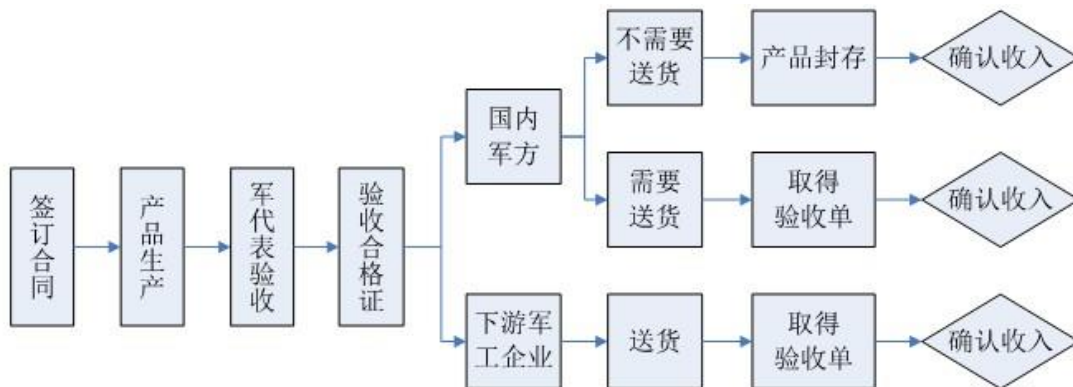 签订合同
产品生产
军代表验收
验收合格证
国内
军方
不需要
送货
产品封存
确认收入
需要
送货
取得
验收单
确认收入
下游军
工企业
送货
取得
验收单
确认收入